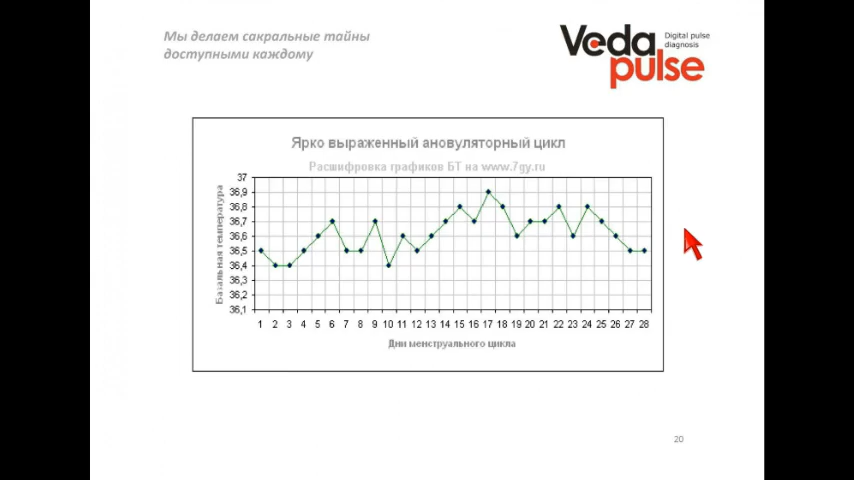 Мы делаем сакральные тайны
доступными каждому
Veda
pulse
Digital pulse
diagnosis
Ярко выраженный ановуляторный цикл
Расшифровка графиков БТ на www.7gy.ru
Базальная температура
37
36,9
36,8
36,7
36,6
36,5
36,4
36,3
36,2
36,1
1 2 3 4 5 6 7 8 9 10 11 12 13 14 15 16 17 18 19 20 21 22 23 24 25 26 27 28
Дни менструального цикла
20